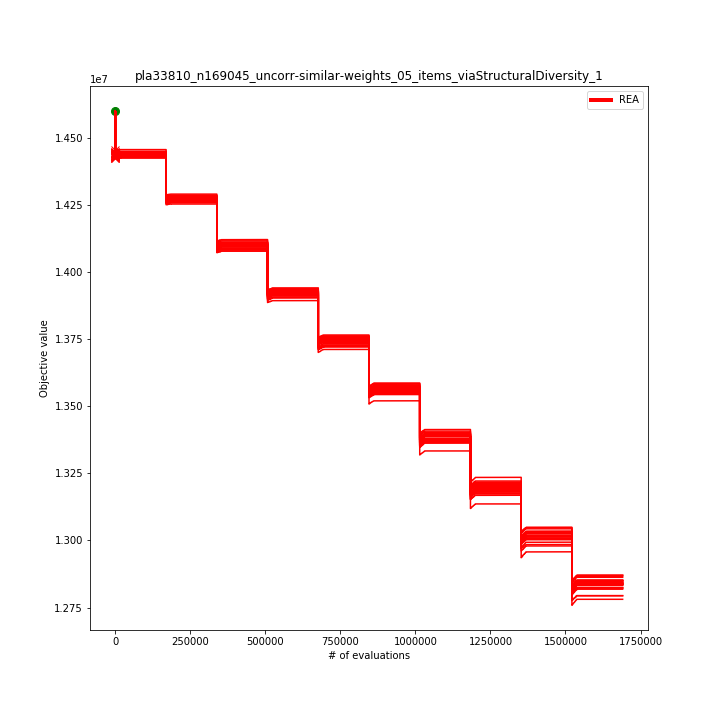 pla33810_n169045_uncorr-similar-weights_05_items_viaStructuralDiversity_1
1e7
REA
1.450
1.425
1.400
1.375
1.350
1.325
1.300
1.275
Objective value
0 250000 500000 750000 1000000 1250000 1500000 1750000
# of evaluations